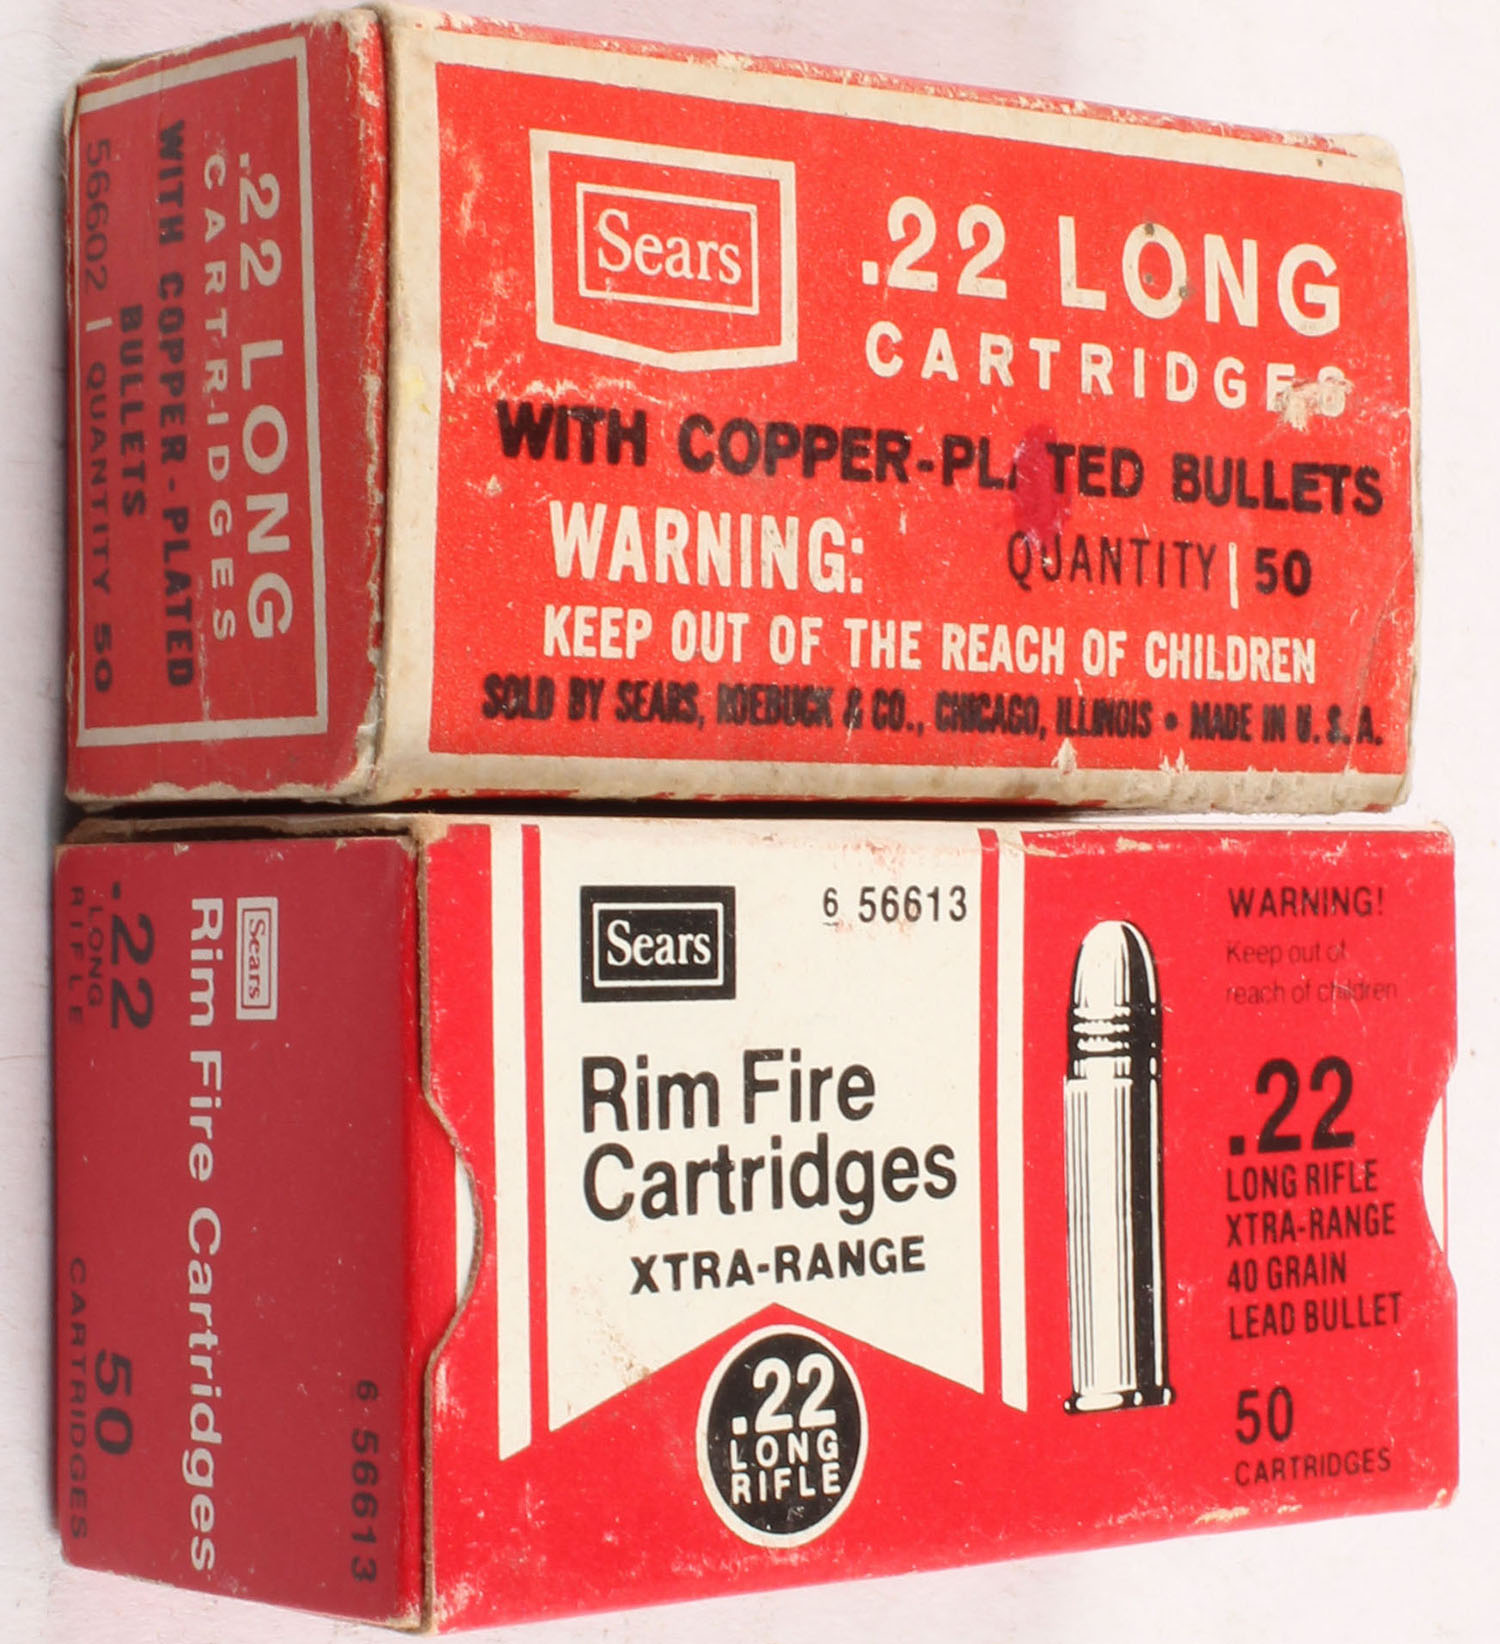 Sears
.22 LONG
CARTRIDGES
WITH COPPER-PLATED BULLETS
WARNING:
QUANTITY | 50
KEEP OUT OF THE REACH OF CHILDREN
SOLD BY SEARS, ROEBUCK & CO., CHICAGO, ILLINOIS • MADE IN U.S.A.
.22 LONG
CARTRIDGES
WITH COPPER-PLATED
BULLETS
56602 | QUANTITY 50
Sears
6 56613
Rim Fire
Cartridges
XTRA-RANGE
.22
LONG
RIFLE
WARNING!
Keep out of
reach of children
.22
LONG RIFLE
XTRA-RANGE
40 GRAIN
LEAD BULLET
50
CARTRIDGES
Sears
Rim Fire Cartridges
.22
LONG
RIFLE
50
CARTRIDGES
6 56613